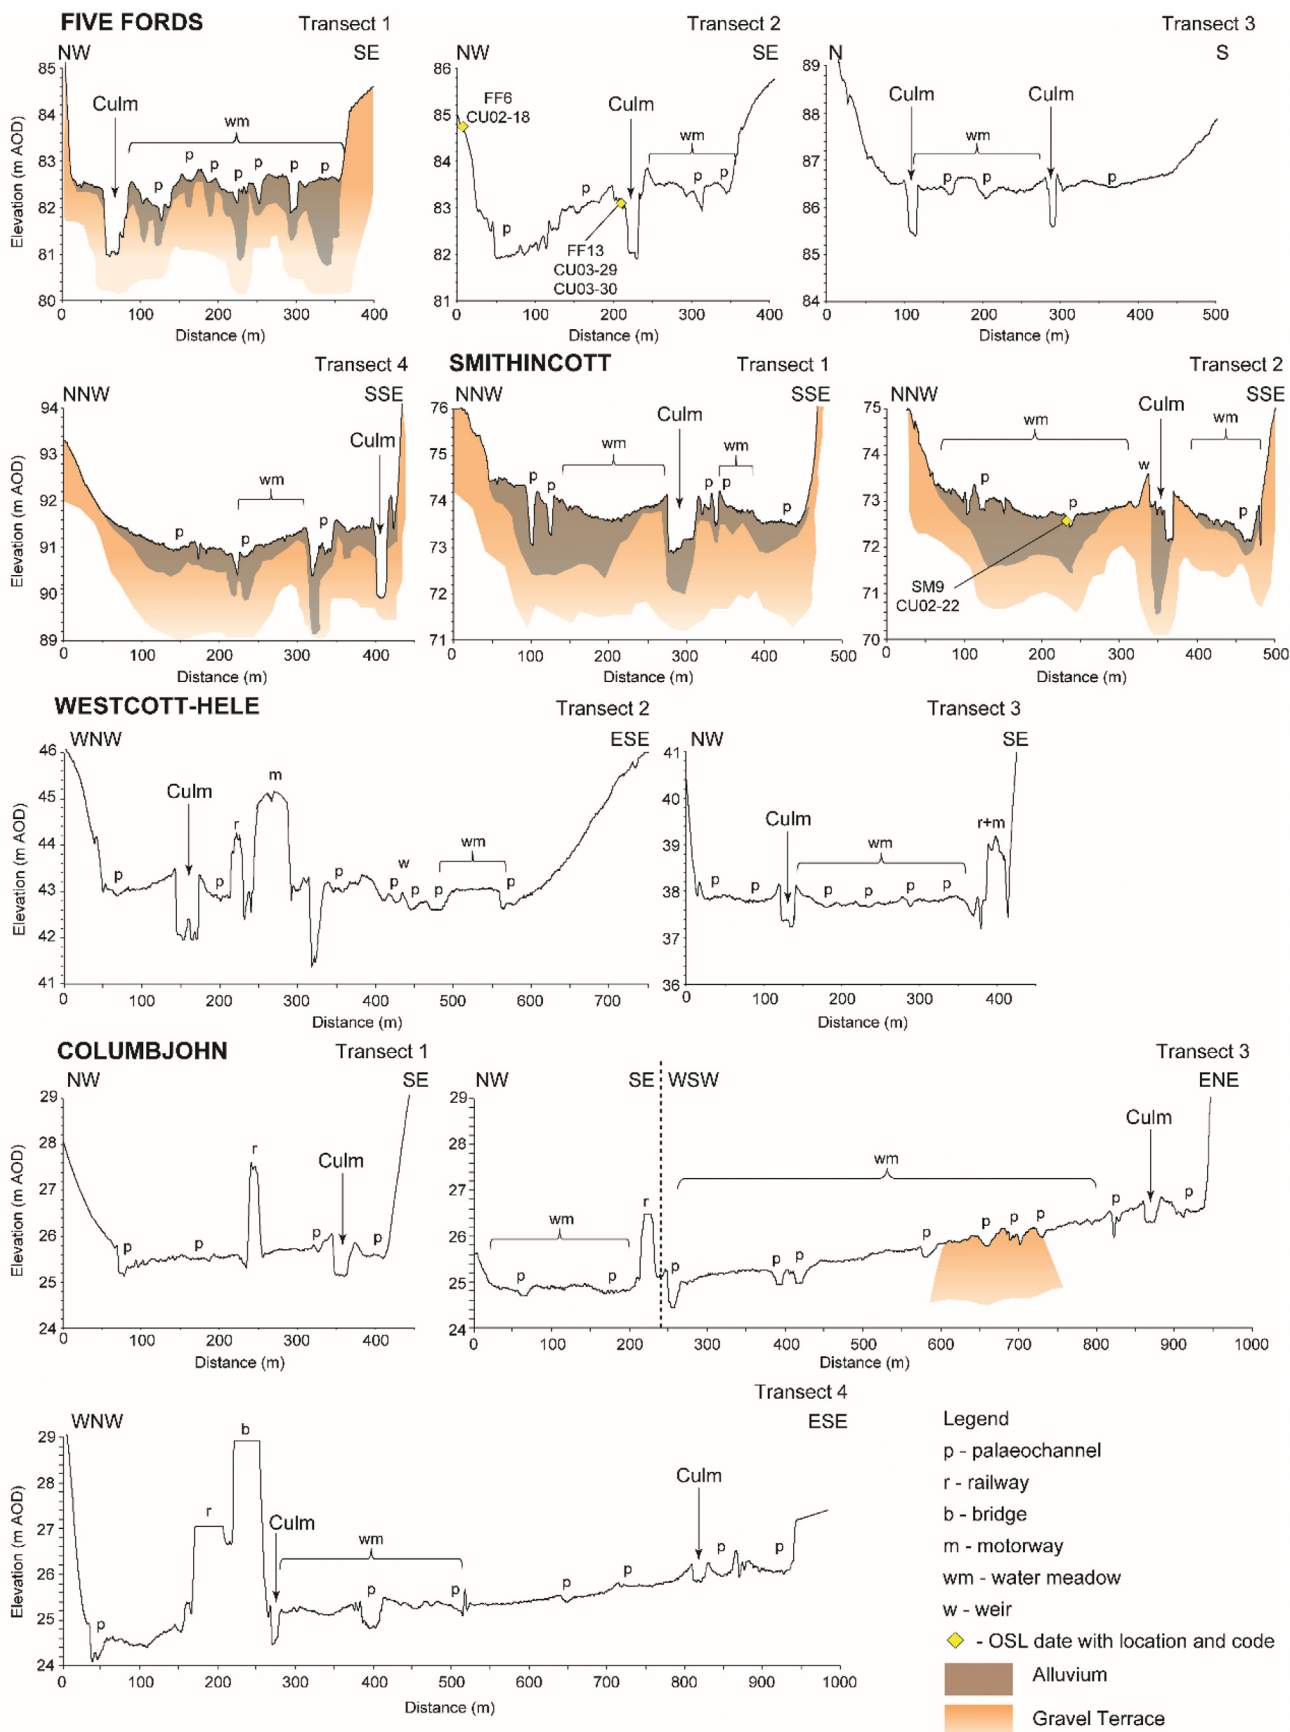 FIVE FORDS
Transect 1
Transect 2
Transect 3
NW
SE
NW
SE
N
S
85
84
83
82
81
80
Elevation (m AOD)
Culm
wm
p
p
p
p
p
p
p
p
0
100
200
300
400
Distance (m)
86
85
84
83
82
81
FF6
CU02-18
Culm
wm
p
p
p
p
FF13
CU03-29
CU03-30
0
100
200
300
400
Distance (m)
89
88
87
86
85
84
Culm
Culm
wm
p
p
p
0
100
200
300
400
500
Distance (m)
Transect 4
SMITHINCOTT
Transect 1
Transect 2
NNW
SSE
NNW
SSE
NNW
SSE
94
93
92
91
90
89
Elevation (m AOD)
Culm
wm
p
p
p
0
100
200
300
400
Distance (m)
76
75
74
73
72
71
Culm
wm
wm
p
p
p
p
p
0
100
200
300
400
500
Distance (m)
75
74
73
72
71
70
Culm
wm
wm
w
p
p
p
SM9
CU02-22
0
100
200
300
400
500
Distance (m)
WESTCOTT-HELE
Transect 2
Transect 3
WNW
ESE
NW
SE
46
45
44
43
42
41
Elevation (m AOD)
Culm
r
m
w
wm
p
p
p
p
p
p
p
0
100
200
300
400
500
600
700
Distance (m)
41
40
39
38
37
36
Culm
wm
r+m
p
p
p
p
p
p
0
100
200
300
400
Distance (m)
COLUMBJOHN
Transect 1
Transect 3
NW
SE
NW
SE
WSW
ENE
29
28
27
26
25
24
Elevation (m AOD)
r
Culm
p
p
p
p
0
100
200
300
400
Distance (m)
29
28
27
26
25
24
wm
r
wm
Culm
p
p
p
p
p
p
p
p
p
p
p
0
100
200
300
400
500
600
700
800
900
1000
Distance (m)
Transect 4
WNW
ESE
29
28
27
26
25
24
Elevation (m AOD)
b
r
Culm
wm
Culm
p
p
p
p
p
p
p
0
100
200
300
400
500
600
700
800
900
1000
Distance (m)
Legend
p - palaeochannel
r - railway
b - bridge
m - motorway
wm - water meadow
w - weir
- OSL date with location and code
Alluvium
Gravel Terrace